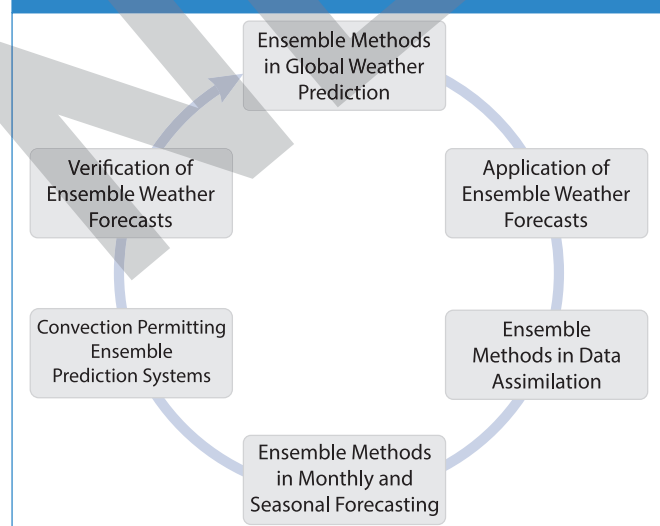 Ensemble Methods
in Global Weather
Prediction
Application of
Ensemble Weather
Forecasts
Ensemble
Methods in Data
Assimilation
Ensemble Methods
in Monthly and
Seasonal Forecasting
Convection Permitting
Ensemble
Prediction Systems
Verification of
Ensemble Weather
Forecasts